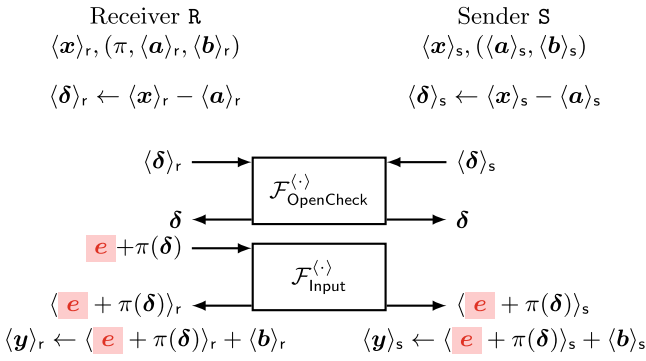 Receiver R Sender S
⟨x⟩ᵣ, (π, ⟨a⟩ᵣ, ⟨b⟩ᵣ) ⟨x⟩ₛ, (⟨a⟩ₛ, ⟨b⟩ₛ)
⟨δ⟩ᵣ ← ⟨x⟩ᵣ − ⟨a⟩ᵣ ⟨δ⟩ₛ ← ⟨x⟩ₛ − ⟨a⟩ₛ
⟨δ⟩ᵣ ⟨δ⟩ₛ
F^⟨·⟩_OpenCheck
δ δ
e +π(δ)
F^⟨·⟩_Input
⟨ e + π(δ)⟩ᵣ ⟨ e + π(δ)⟩ₛ
⟨y⟩ᵣ ← ⟨ e + π(δ)⟩ᵣ + ⟨b⟩ᵣ ⟨y⟩ₛ ← ⟨ e + π(δ)⟩ₛ + ⟨b⟩ₛ